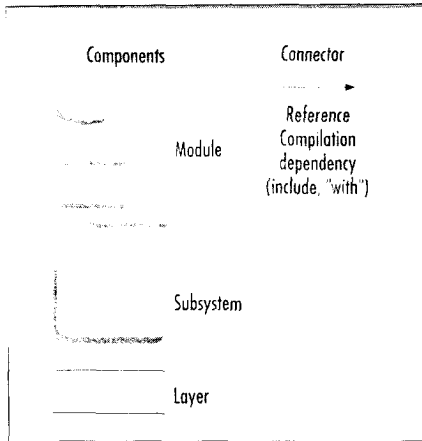 Components
Connector
Module
Reference
Compilation
dependency
(include, "with")
Subsystem
Layer